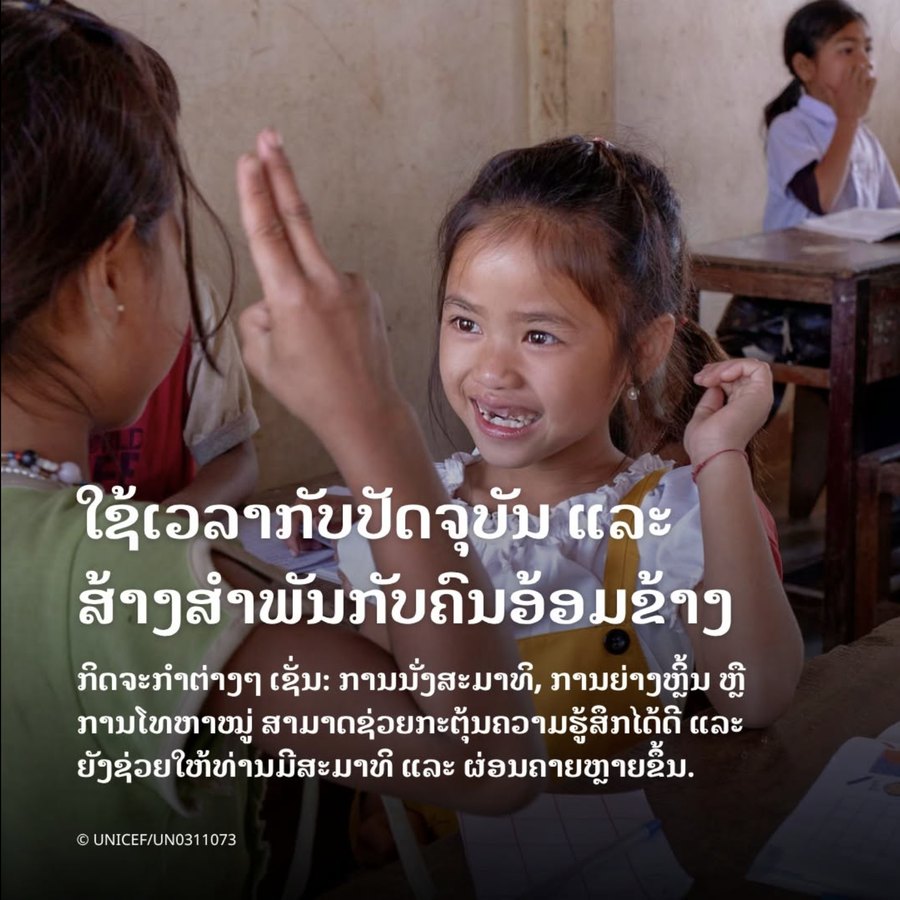 ໃຊ້ເວລາກັບປັດຈຸບັນ ແລະ
ສ້າງສຳພັນກັບຄົນອ້ອມຂ້າງ
ກິດຈະກຳຕ່າງໆ ເຊັ່ນ: ການນັ່ງສະມາທິ, ການຍ່າງຫຼິ້ນ ຫຼື
ການໂທຫາໝູ່ ສາມາດຊ່ວຍກະຕຸ້ນຄວາມຮູ້ສຶກໄດ້ດີ ແລະ
ຍັງຊ່ວຍໃຫ້ທ່ານມີສະມາທິ ແລະ ຜ່ອນຄາຍຫຼາຍຂຶ້ນ.
© UNICEF/UN0311073